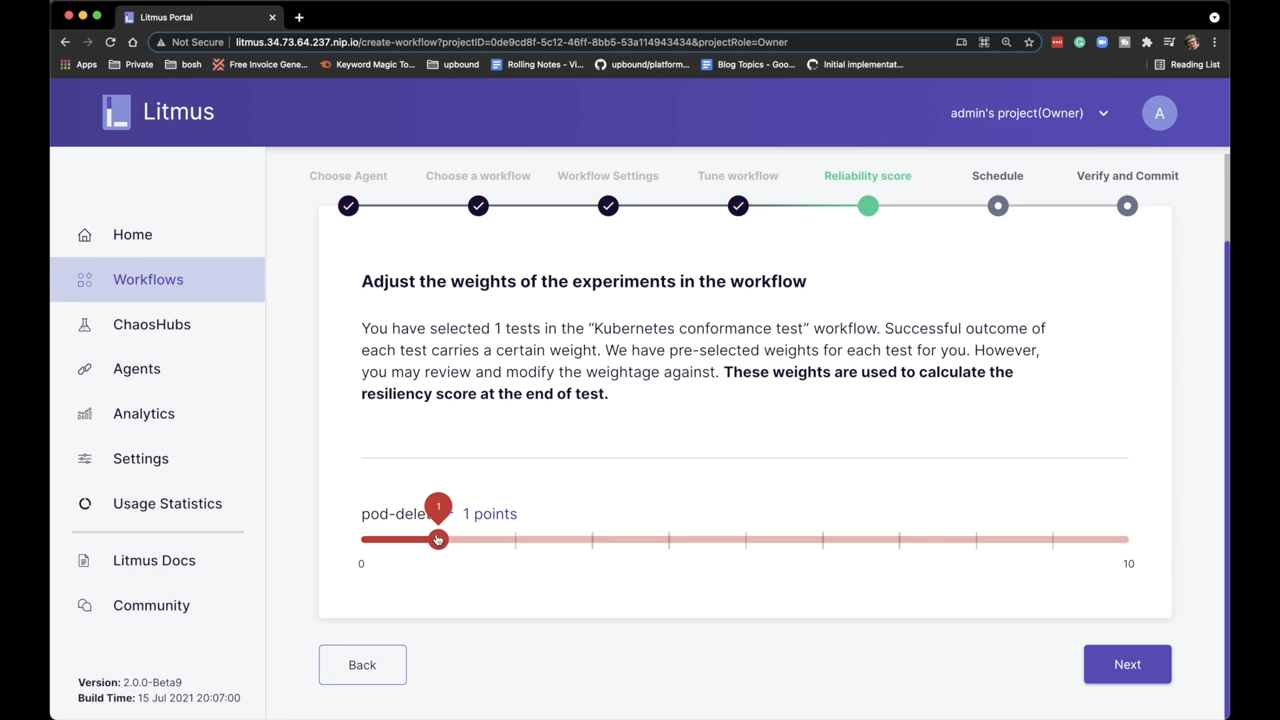 Litmus Portal
Not Secure litmus.34.73.64.237.nip.io/create-workflow?projectID=0de9cd8f-5c12-46ff-8bb5-53a114943434&projectRole=Owner
Apps Private bosh Free Invoice Gene... Keyword Magic To... upbound Rolling Notes - Vi... upbound/platform... Blog Topics - Goo... Initial implementat... Reading List
Litmus
admin's project(Owner)
A
Choose Agent Choose a workflow Workflow Settings Tune workflow Reliability score Schedule Verify and Commit
Home
Workflows
ChaosHubs
Agents
Analytics
Settings
Usage Statistics
Litmus Docs
Community
Version: 2.0.0-Beta9
Build Time: 15 Jul 2021 20:07:00
Adjust the weights of the experiments in the workflow
You have selected 1 tests in the “Kubernetes conformance test” workflow. Successful outcome of
each test carries a certain weight. We have pre-selected weights for each test for you. However,
you may review and modify the weightage against. These weights are used to calculate the
resiliency score at the end of test.
1
1 points
0 10
Back Next